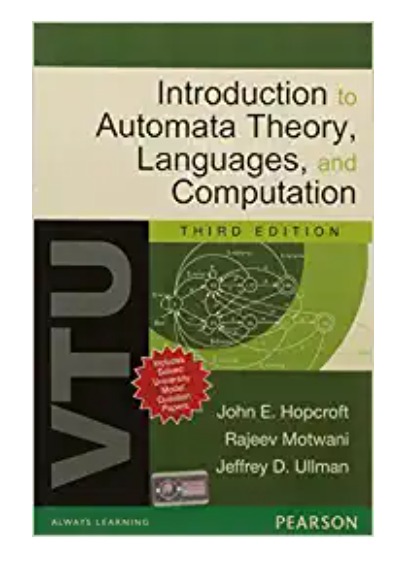 Introduction to
Automata Theory,
Languages, and
Computation
THIRD EDITION
VTU
Includes
Solved
University
Model
Question
Papers
John E. Hopcroft
Rajeev Motwani
Jeffrey D. Ullman
ALWAYS LEARNING
PEARSON